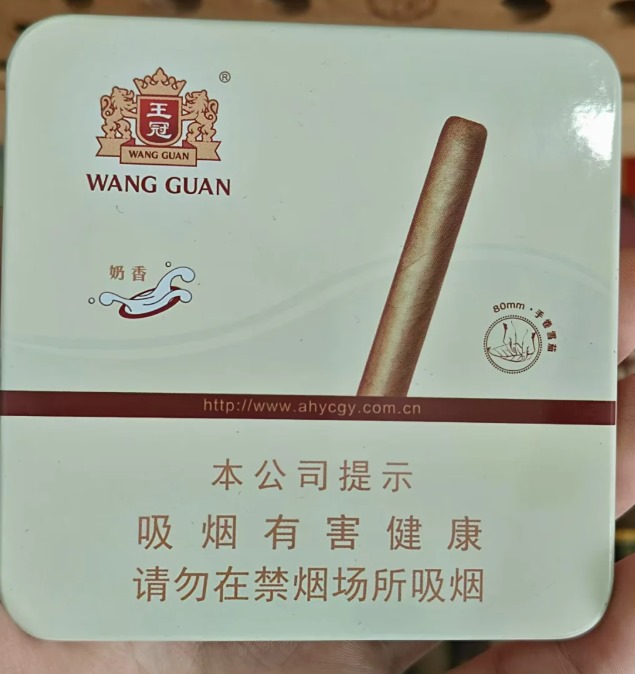 ®
王
冠
WANG GUAN
WANG GUAN
奶香
80mm·手卷雪茄
http://www.ahycgy.com.cn
本公司提示
吸烟有害健康
请勿在禁烟场所吸烟